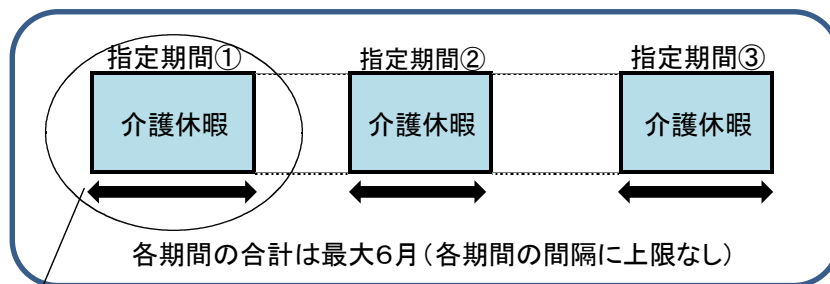 指定期間① 指定期間② 指定期間③
介護休暇 介護休暇 介護休暇
各期間の合計は最大6月(各期間の間隔に上限なし)